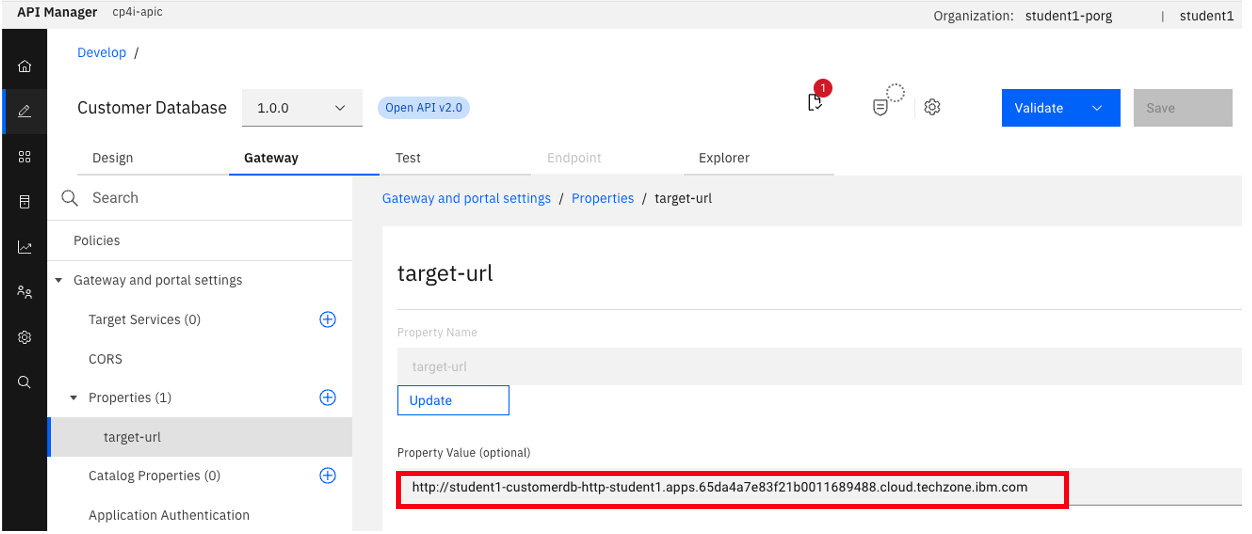 API Manager cp4i-apic Organization: student1-porg | student1
Develop /
Customer Database 1.0.0 Open API v2.0 1 Validate Save
Design Gateway Test Endpoint Explorer
Search
Gateway and portal settings / Properties / target-url
Policies
Gateway and portal settings
Target Services (0)
CORS
Properties (1)
target-url
Catalog Properties (0)
Application Authentication
target-url
Property Name
target-url
Update
Property Value (optional)
http://student1-customerdb-http-student1.apps.65da4a7e83f21b0011689488.cloud.techzone.ibm.com